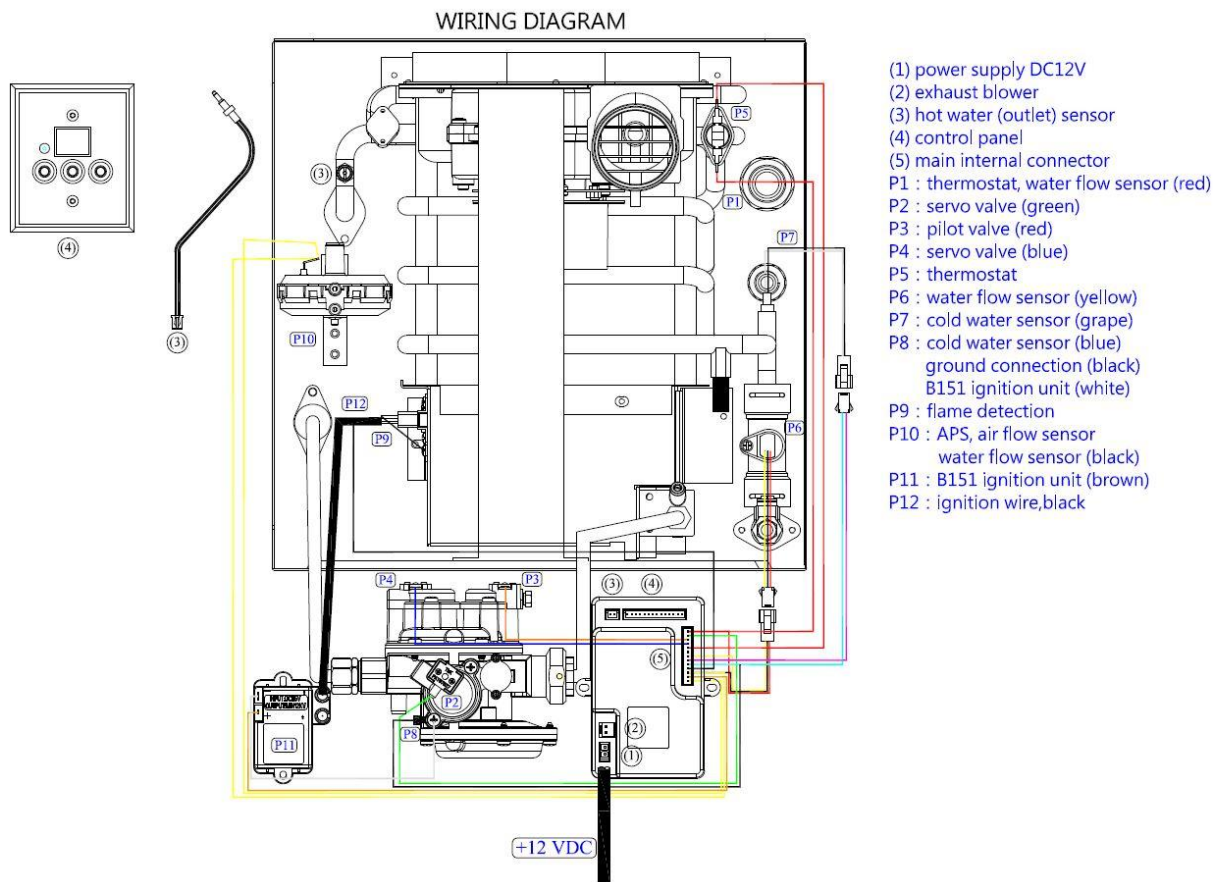 WIRING DIAGRAM
(1) power supply DC12V
(2) exhaust blower
(3) hot water (outlet) sensor
(4) control panel
(5) main internal connector
P1 : thermostat, water flow sensor (red)
P2 : servo valve (green)
P3 : pilot valve (red)
P4 : servo valve (blue)
P5 : thermostat
P6 : water flow sensor (yellow)
P7 : cold water sensor (grape)
P8 : cold water sensor (blue)
ground connection (black)
B151 ignition unit (white)
P9 : flame detection
P10 : APS, air flow sensor
water flow sensor (black)
P11 : B151 ignition unit (brown)
P12 : ignition wire,black
P5
(3)
P1
(4)
P7
(3)
P10
P12
P6
P9
P4
P3
(3)
(4)
(5)
P2
P8
P11
(2)
(1)
+12 VDC